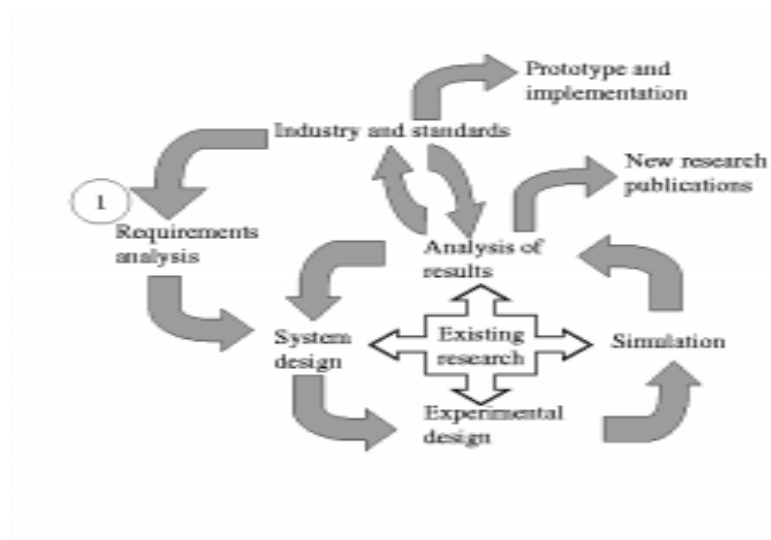 Prototype and
implementation
Industry and standards
New research
publications
1
Requirements
analysis
Analysis of
results
System
design
Existing
research
Simulation
Experimental
design